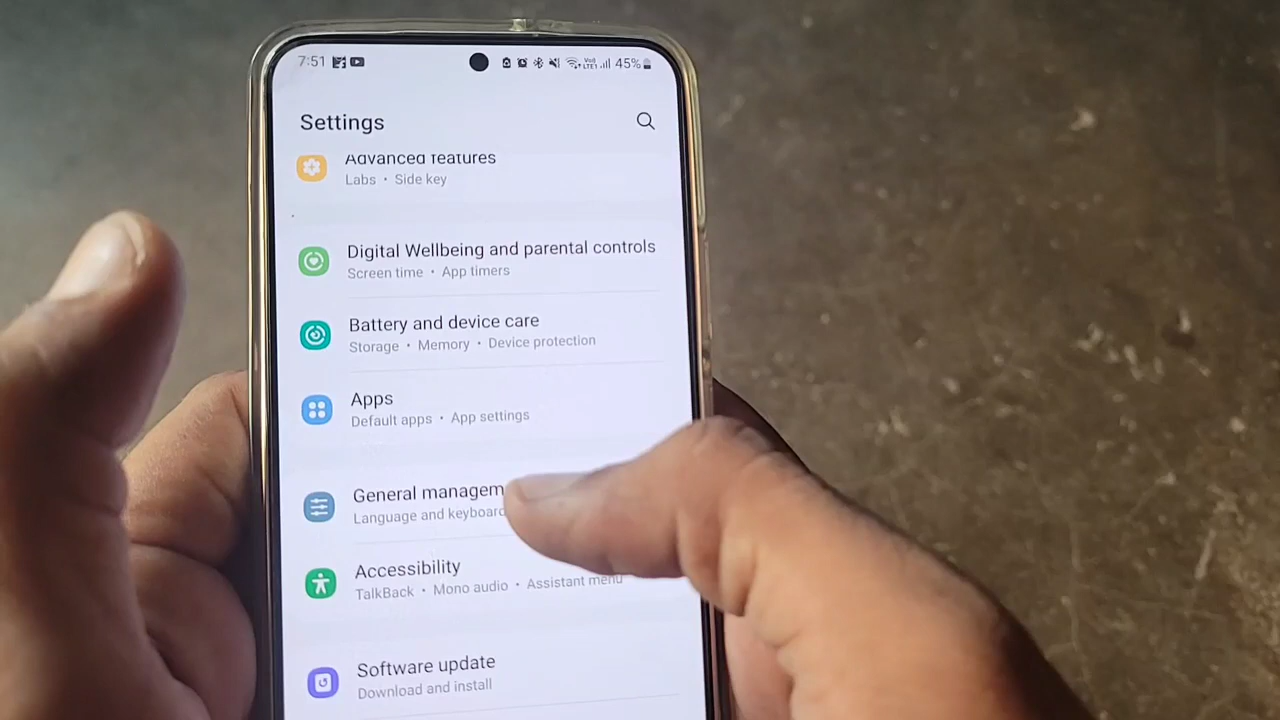 7:51 45%
Settings
Advanced features
Labs • Side key
Digital Wellbeing and parental controls
Screen time • App timers
Battery and device care
Storage • Memory • Device protection
Apps
Default apps • App settings
General managem
Language and keyboard
Accessibility
TalkBack • Mono audio • Assistant menu
Software update
Download and install